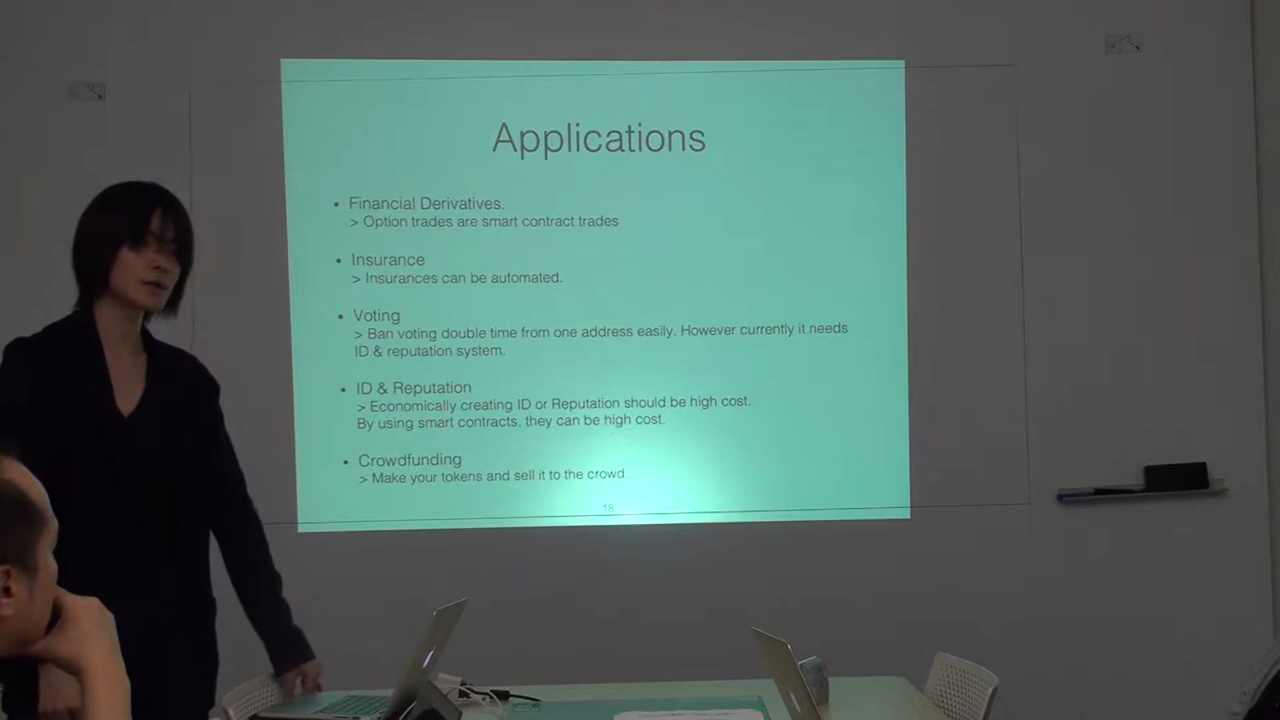 Applications
• Financial Derivatives.
> Option trades are smart contract trades
• Insurance
> Insurances can be automated.
• Voting
> Ban voting double time from one address easily. However currently it needs
ID & reputation system.
• ID & Reputation
> Economically creating ID or Reputation should be high cost.
By using smart contracts, they can be high cost.
• Crowdfunding
> Make your tokens and sell it to the crowd
18